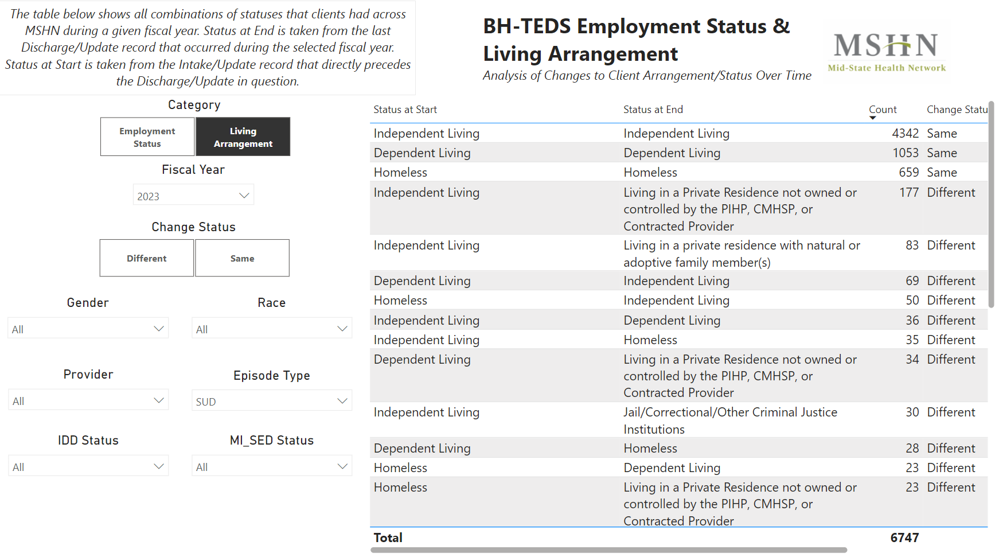 The table below shows all combinations of statuses that clients had across
MSHN during a given fiscal year. Status at End is taken from the last
Discharge/Update record that occurred during the selected fiscal year.
Status at Start is taken from the Intake/Update record that directly precedes
the Discharge/Update in question.
BH-TEDS Employment Status &
Living Arrangement
Analysis of Changes to Client Arrangement/Status Over Time
MSHN
Mid-State Health Network
Category
Employment
Status
Living
Arrangement
Fiscal Year
2023
Change Status
Different
Same
Gender
Race
All
All
Provider
Episode Type
All
SUD
IDD Status
MI_SED Status
All
All
Status at Start Status at End Count Change Statu
Independent Living Independent Living 4342 Same
Dependent Living Dependent Living 1053 Same
Homeless Homeless 659 Same
Independent Living Living in a Private Residence not owned or 177 Different
controlled by the PIHP, CMHSP, or
Contracted Provider
Independent Living Living in a private residence with natural or 83 Different
adoptive family member(s)
Dependent Living Independent Living 69 Different
Homeless Independent Living 50 Different
Independent Living Dependent Living 36 Different
Independent Living Homeless 35 Different
Dependent Living Living in a Private Residence not owned or 34 Different
controlled by the PIHP, CMHSP, or
Contracted Provider
Independent Living Jail/Correctional/Other Criminal Justice 30 Different
Institutions
Dependent Living Homeless 28 Different
Homeless Dependent Living 23 Different
Homeless Living in a Private Residence not owned or 23 Different
controlled by the PIHP, CMHSP, or
Contracted Provider
Total 6747